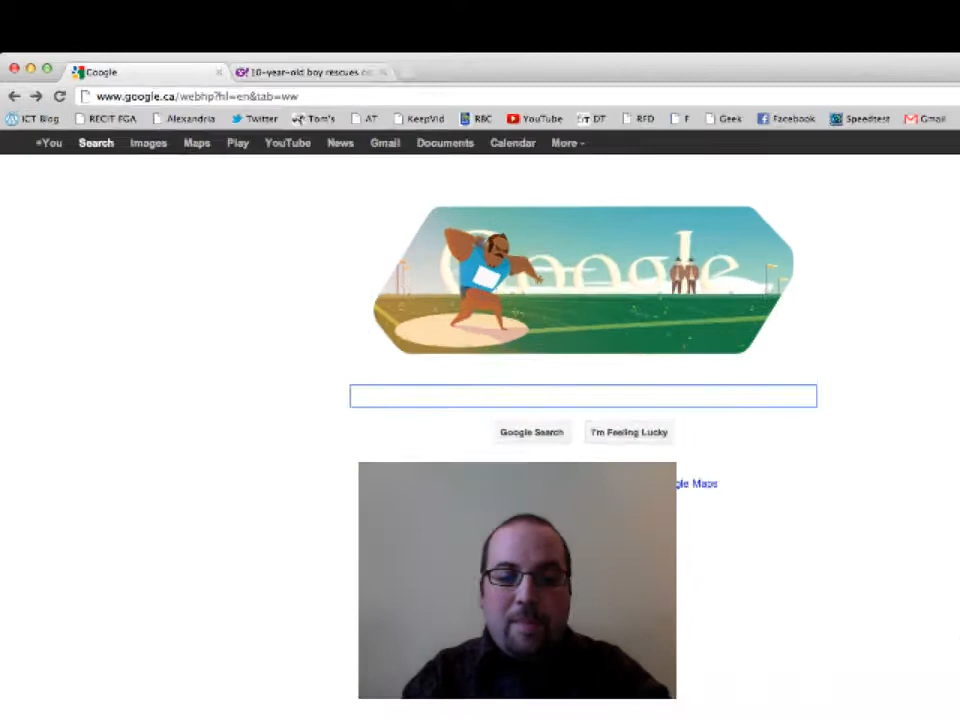 Google
10-year-old boy rescues co
www.google.ca/webhp?hl=en&tab=ww
ICT Blog RECIT FGA Alexandria Twitter Tom's AT KeepVid RBC YouTube DT RFD F Geek Facebook Speedtest Gmail
+You Search Images Maps Play YouTube News Gmail Documents Calendar More
Google
Google Search I'm Feeling Lucky
gle Maps